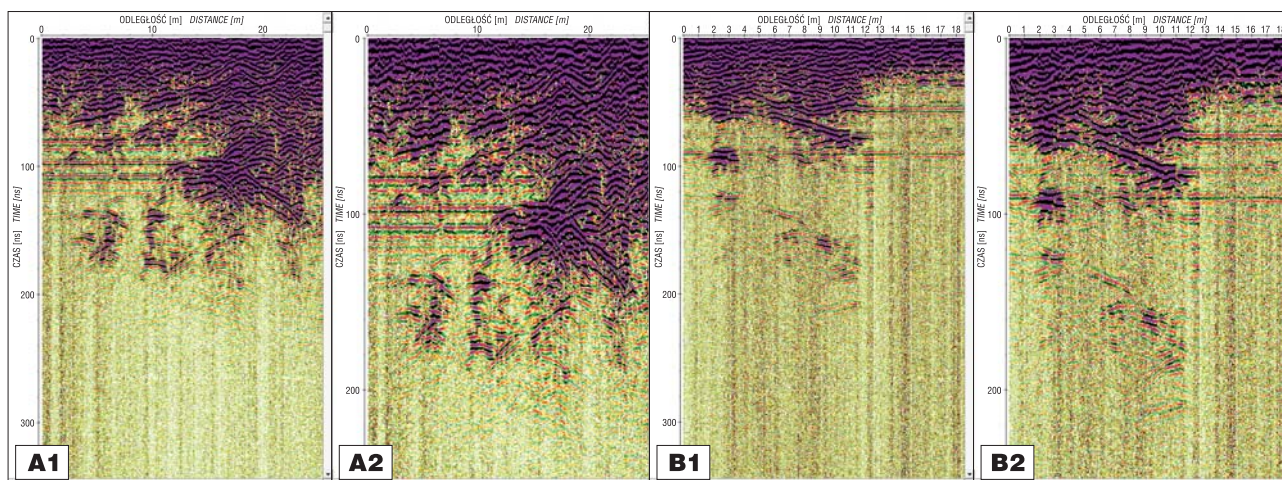 ODLEGŁOŚĆ [m] DISTANCE [m]
0 10 20
0
100
200
300
CZAS [ns] TIME [ns]
A1
ODLEGŁOŚĆ [m] DISTANCE [m]
0 20
0
100
200
CZAS [ns] TIME [ns]
A2
ODLEGŁOŚĆ [m] DISTANCE [m]
0 1 2 3 4 5 6 7 8 9 10 11 12 13 14 15 16 17 18
0
100
200
300
CZAS [ns] TIME [ns]
B1
ODLEGŁOŚĆ [m] DISTANCE [m]
0 1 2 3 4 5 6 7 8 9 10 11 12 13 14 15 16 17 18
0
100
200
CZAS [ns] TIME [ns]
B2